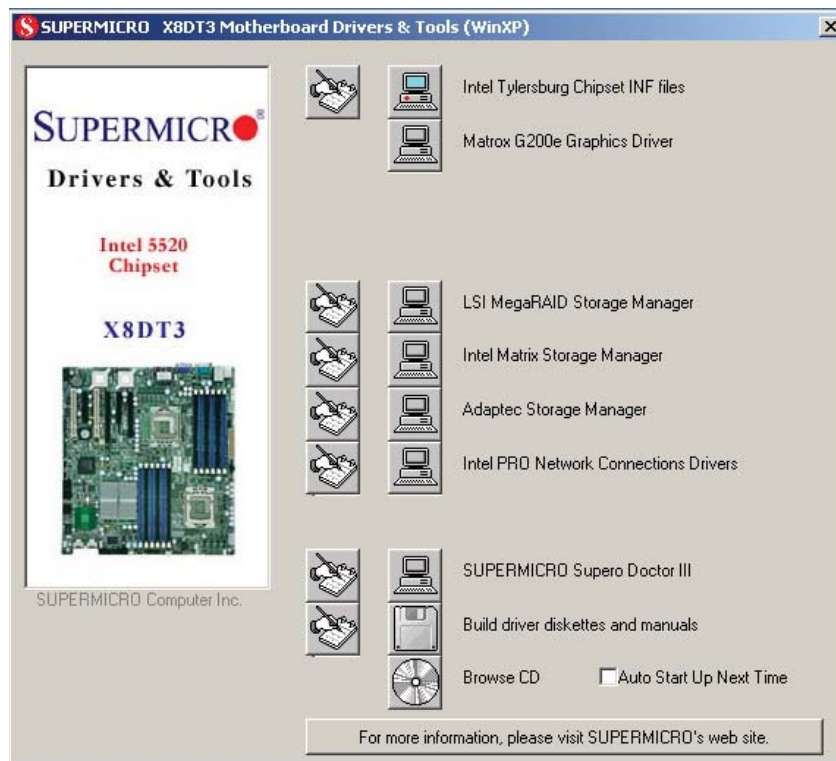 SUPERMICRO X8DT3 Motherboard Drivers & Tools (WinXP)
SUPERMICRO®
Drivers & Tools
Intel 5520
Chipset
X8DT3
SUPERMICRO Computer Inc.
Intel Tylersburg Chipset INF files
Matrox G200e Graphics Driver
LSI MegaRAID Storage Manager
Intel Matrix Storage Manager
Adaptec Storage Manager
Intel PRO Network Connections Drivers
SUPERMICRO Supero Doctor III
Build driver diskettes and manuals
Browse CD
Auto Start Up Next Time
For more information, please visit SUPERMICRO's web site.